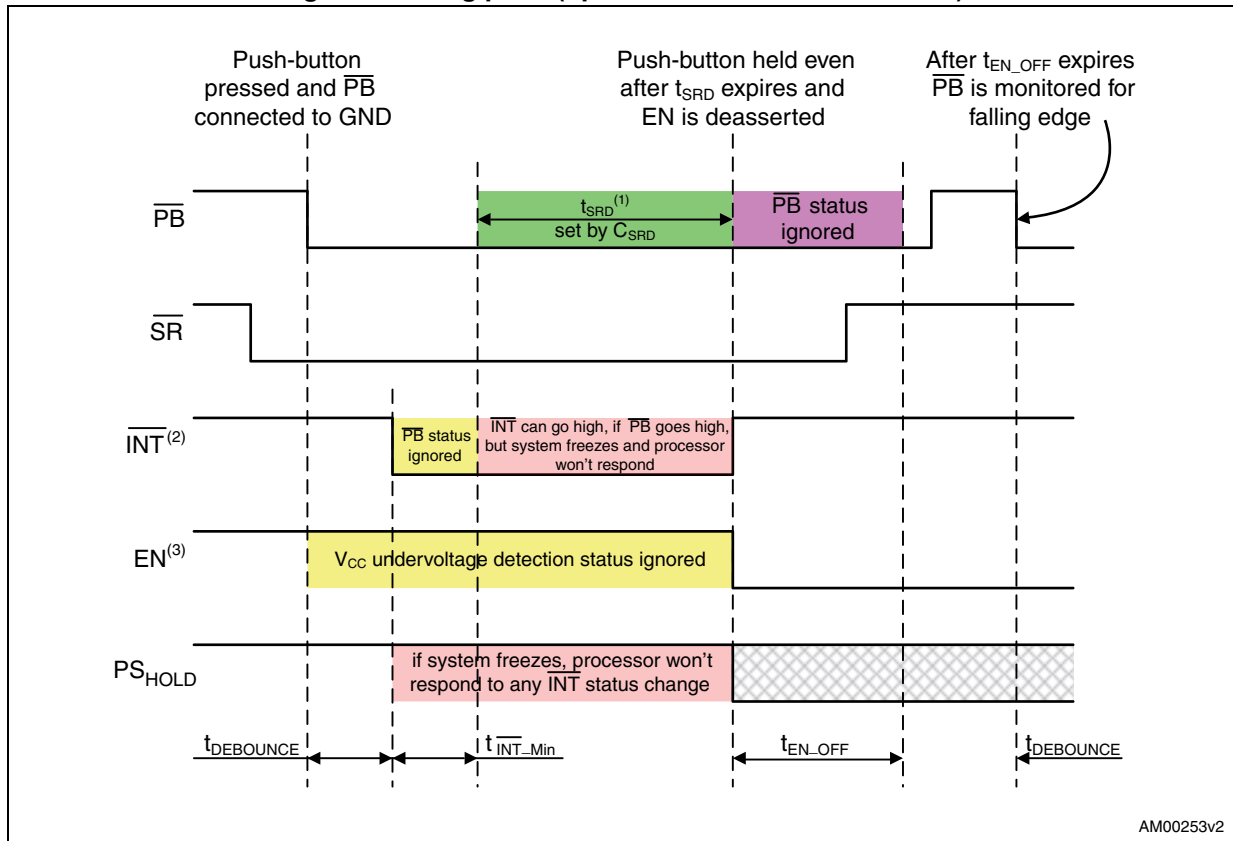 Push-button
pressed and PB
connected to GND
Push-button held even
after tSRD expires and
EN is deasserted
After tEN_OFF expires
PB is monitored for
falling edge
PB
tSRD(1)
set by CSRD
PB status
ignored
SR
INT(2)
PB status
ignored
INT can go high, if PB goes high,
but system freezes and processor
won't respond
EN(3)
VCC undervoltage detection status ignored
PSHOLD
if system freezes, processor won't
respond to any INT status change
tDEBOUNCE
tINT_Min
tEN_OFF
tDEBOUNCE
AM00253v2